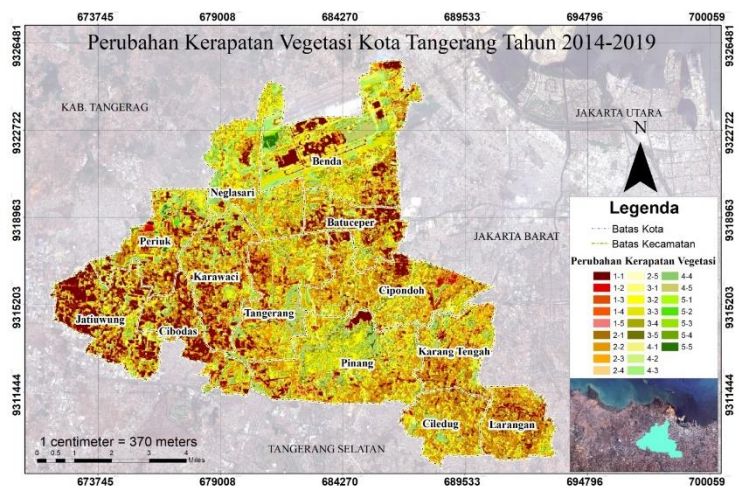 673745 679008 684270 689533 694796 700059
Perubahan Kerapatan Vegetasi Kota Tangerang Tahun 2014-2019
9326481
9326481
KAB. TANGERAG
JAKARTA UTARA
9322722
9322722
N
Benda
Neglasari
Legenda
Batas Kota
Batas Kecamatan
9318963
9318963
Batuceper
JAKARTA BARAT
Periuk
Perubahan Kerapatan Vegetasi
1-1 2-5 4-4
1-2 3-1 4-5
1-3 3-2 5-1
1-4 3-3 5-2
1-5 3-4 5-3
2-1 3-5 5-4
2-2 4-1 5-5
2-3 4-2
2-4 4-3
Karawaci
Cipondoh
9315203
9315203
Jatiuwung
Tangerang
Cibodas
Karang Tengah
Pinang
9311444
9311444
Ciledug
Larangan
1 centimeter = 370 meters
TANGERANG SELATAN
0 0.5 1 2 3 4
Miles
673745 679008 684270 689533 694796 700059